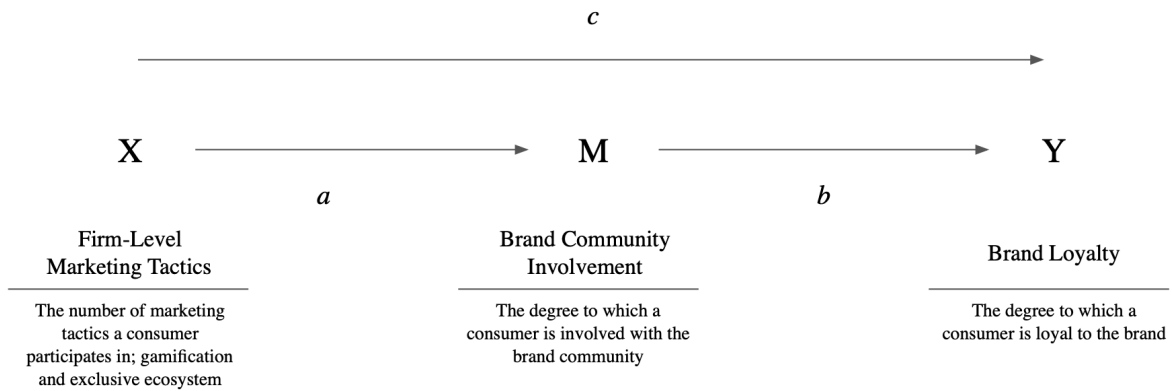 c
X
M
Y
a
b
Firm-Level
Marketing Tactics
The number of marketing
tactics a consumer
participates in; gamification
and exclusive ecosystem
Brand Community
Involvement
The degree to which a
consumer is involved with the
brand community
Brand Loyalty
The degree to which a
consumer is loyal to the brand